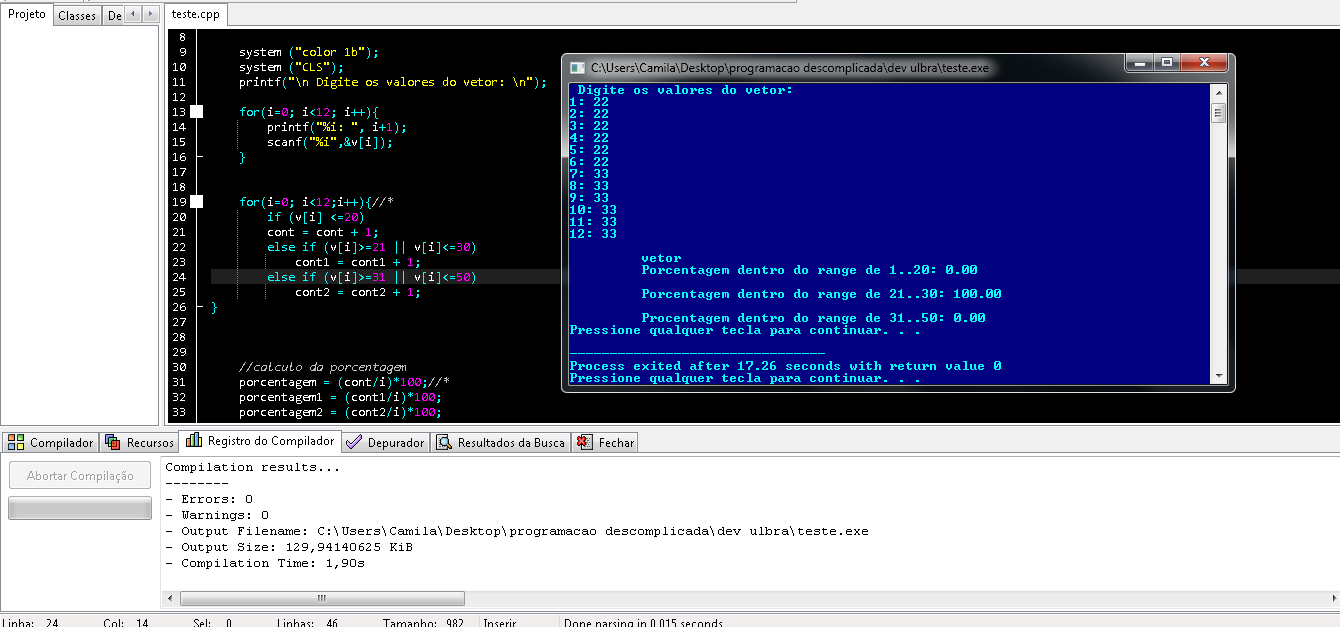 Projeto Classes De
teste.cpp
8
9 system ("color 1b");
10 system ("CLS");
11 printf("\n Digite os valores do vetor: \n");
12
13 for(i=0; i<12; i++){
14 printf("%i: ", i+1);
15 scanf("%i",&v[i]);
16 }
17
18
19 for(i=0; i<12;i++){//*
20 if (v[i] <=20)
21 cont = cont + 1;
22 else if (v[i]>=21 || v[i]<=30)
23 cont1 = cont1 + 1;
24 else if (v[i]>=31 || v[i]<=50)
25 cont2 = cont2 + 1;
26 }
27
28
29
30 //calculo da porcentagem
31 porcentagem = (cont/i)*100;//*
32 porcentagem1 = (cont1/i)*100;
33 porcentagem2 = (cont2/i)*100;
C:\Users\Camila\Desktop\programacao descomplicada\dev ulbra\teste.exe
Digite os valores do vetor:
1: 22
2: 22
3: 22
4: 22
5: 22
6: 22
7: 33
8: 33
9: 33
10: 33
11: 33
12: 33
vetor
Porcentagem dentro do range de 1..20: 0.00
Porcentagem dentro do range de 21..30: 100.00
Procentagem dentro do range de 31..50: 0.00
Pressione qualquer tecla para continuar. . .
--------------------------------
Process exited after 17.26 seconds with return value 0
Pressione qualquer tecla para continuar. . .
Compilador Recursos Registro do Compilador Depurador Resultados da Busca Fechar
Abortar Compilação
Compilation results...
--------
- Errors: 0
- Warnings: 0
- Output Filename: C:\Users\Camila\Desktop\programacao descomplicada\dev ulbra\teste.exe
- Output Size: 129,94140625 KiB
- Compilation Time: 1,90s
Linha: 24 Col: 14 Sel: 0 Linhas: 46 Tamanho: 982 Inserir Done parsing in 0,015 seconds